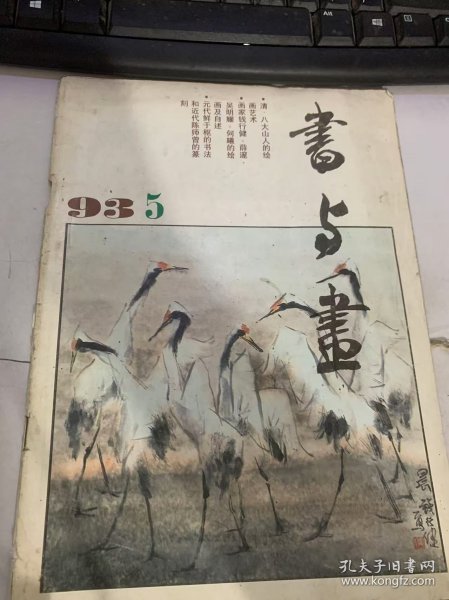 書与畫
• 清 八大山人的绘
画艺术
• 画家钱行健、薛邃、
吴明耀、何曦的绘
画及自述
• 元代鲜于枢的书法
和近代陈师曾的篆
刻
93 5
孔夫子旧书网
www.kongfz.com